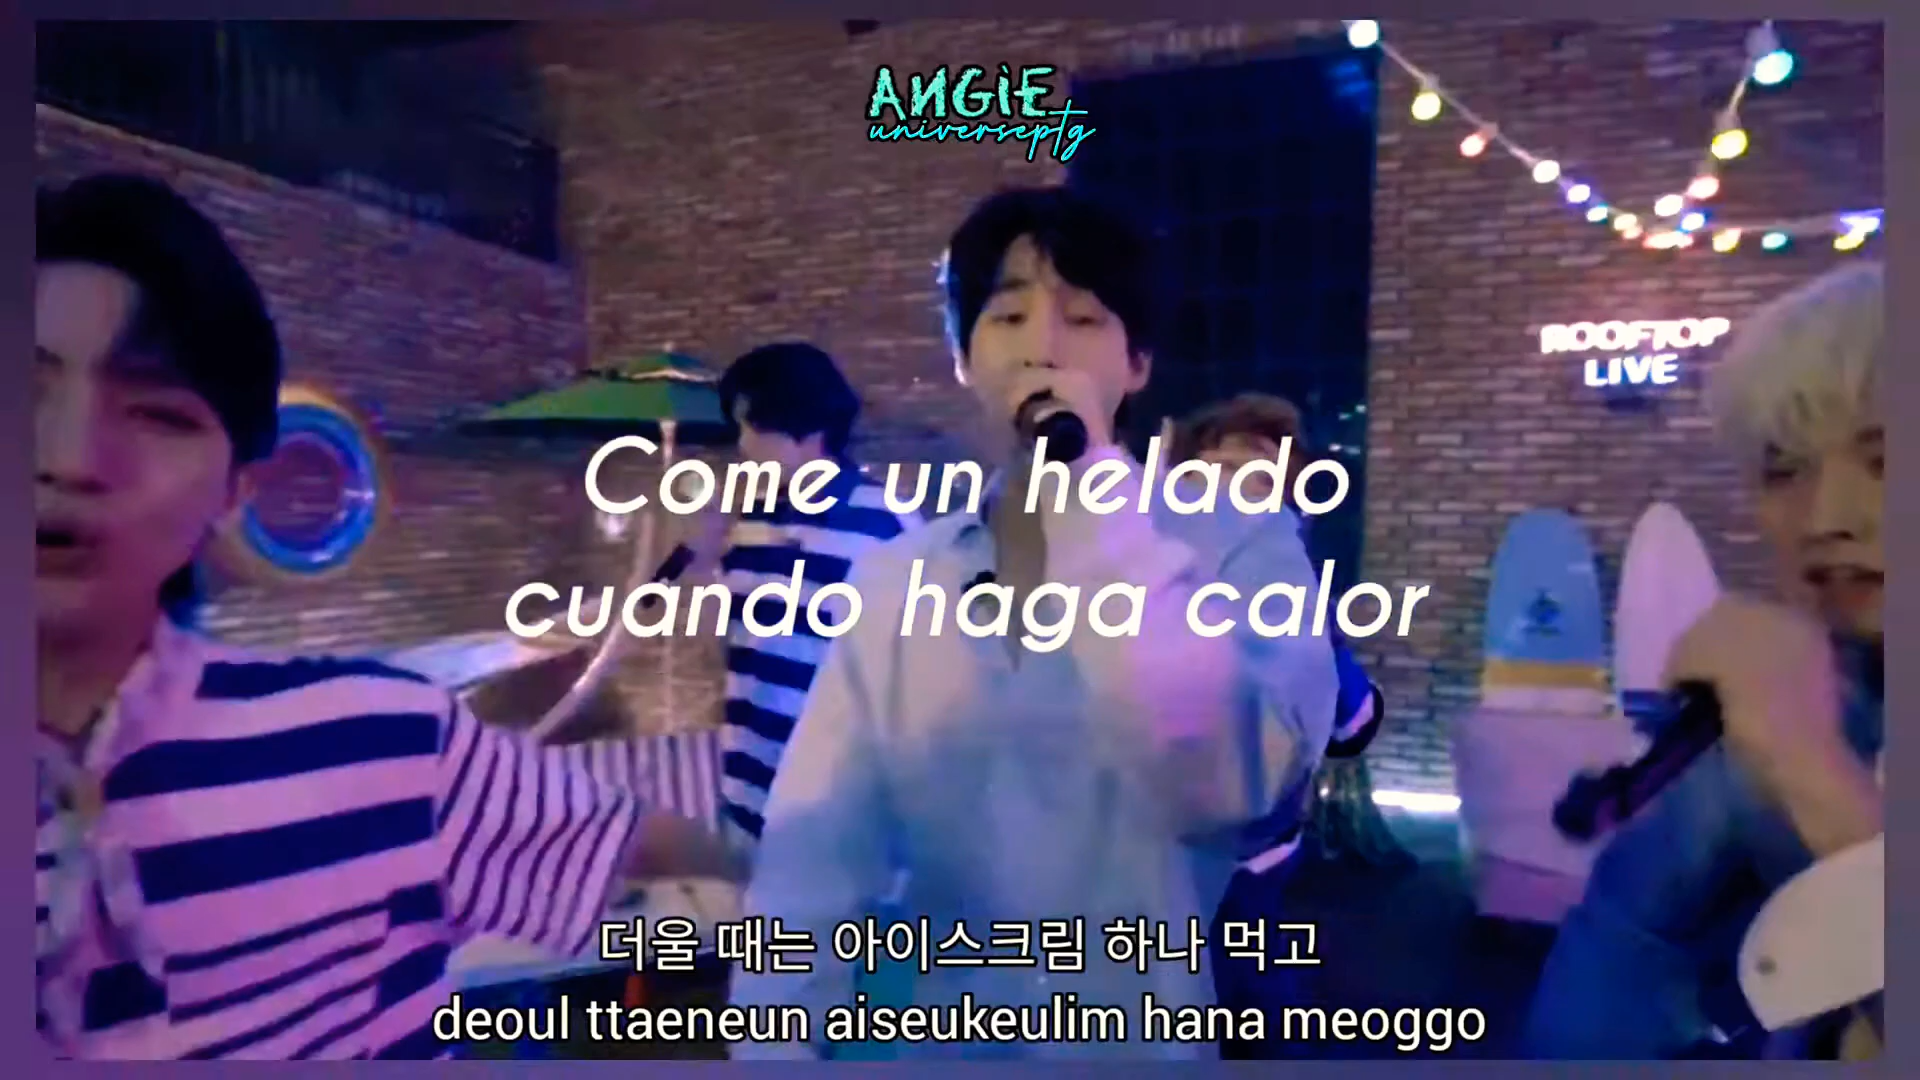 ANGiE
universeptg
ROOFTOP
LIVE
Come un helado
cuando haga calor
더울 때는 아이스크림 하나 먹고
deoul ttaeneun aiseukeulim hana meoggo